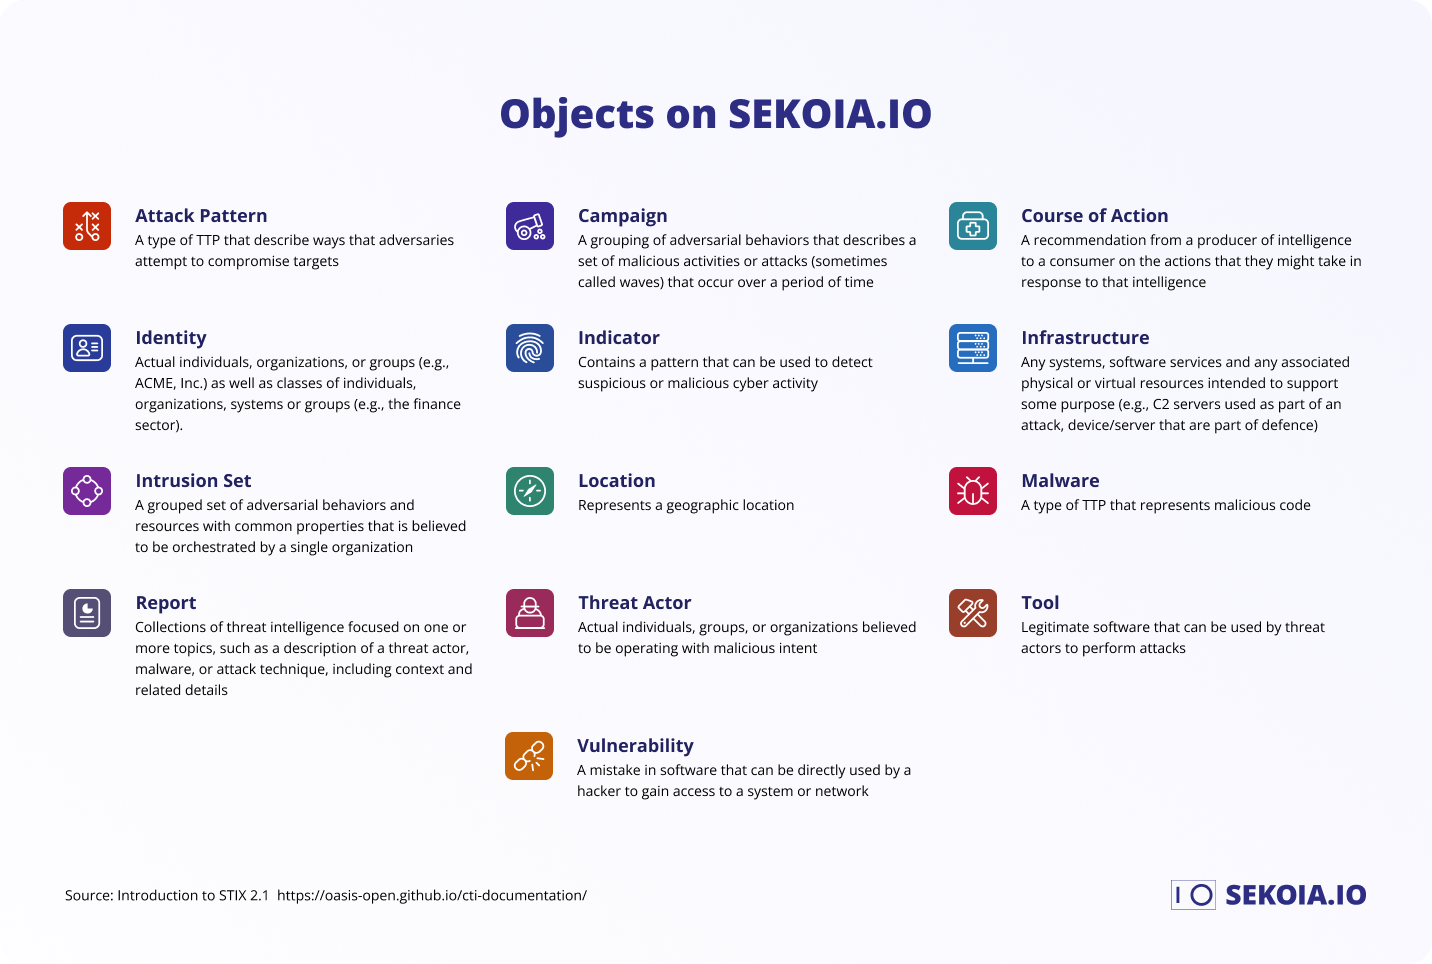 Objects on SEKOIA.IO
Attack Pattern
A type of TTP that describe ways that adversaries
attempt to compromise targets
Campaign
A grouping of adversarial behaviors that describes a
set of malicious activities or attacks (sometimes
called waves) that occur over a period of time
Course of Action
A recommendation from a producer of intelligence
to a consumer on the actions that they might take in
response to that intelligence
Identity
Actual individuals, organizations, or groups (e.g.,
ACME, Inc.) as well as classes of individuals,
organizations, systems or groups (e.g., the finance
sector).
Indicator
Contains a pattern that can be used to detect
suspicious or malicious cyber activity
Infrastructure
Any systems, software services and any associated
physical or virtual resources intended to support
some purpose (e.g., C2 servers used as part of an
attack, device/server that are part of defence)
Intrusion Set
A grouped set of adversarial behaviors and
resources with common properties that is believed
to be orchestrated by a single organization
Location
Represents a geographic location
Malware
A type of TTP that represents malicious code
Report
Collections of threat intelligence focused on one or
more topics, such as a description of a threat actor,
malware, or attack technique, including context and
related details
Threat Actor
Actual individuals, groups, or organizations believed
to be operating with malicious intent
Tool
Legitimate software that can be used by threat
actors to perform attacks
Vulnerability
A mistake in software that can be directly used by a
hacker to gain access to a system or network
Source: Introduction to STIX 2.1 https://oasis-open.github.io/cti-documentation/
IO SEKOIA.IO